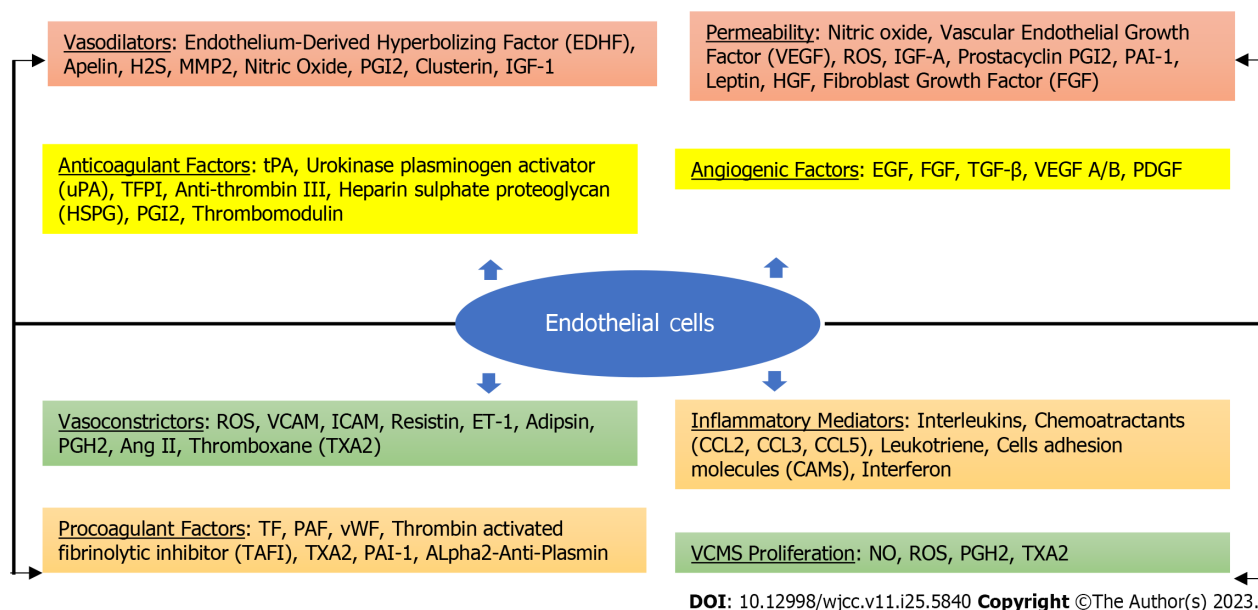 Vasodilators: Endothelium-Derived Hyperbolizing Factor (EDHF),
Apelin, H2S, MMP2, Nitric Oxide, PGI2, Clusterin, IGF-1
Permeability: Nitric oxide, Vascular Endothelial Growth
Factor (VEGF), ROS, IGF-A, Prostacyclin PGI2, PAI-1,
Leptin, HGF, Fibroblast Growth Factor (FGF)
Anticoagulant Factors: tPA, Urokinase plasminogen activator
(uPA), TFPI, Anti-thrombin III, Heparin sulphate proteoglycan
(HSPG), PGI2, Thrombomodulin
Angiogenic Factors: EGF, FGF, TGF-β, VEGF A/B, PDGF
Endothelial cells
Vasoconstrictors: ROS, VCAM, ICAM, Resistin, ET-1, Adipsin,
PGH2, Ang II, Thromboxane (TXA2)
Inflammatory Mediators: Interleukins, Chemoatractants
(CCL2, CCL3, CCL5), Leukotriene, Cells adhesion
molecules (CAMs), Interferon
Procoagulant Factors: TF, PAF, vWF, Thrombin activated
fibrinolytic inhibitor (TAFI), TXA2, PAI-1, ALpha2-Anti-Plasmin
VCMS Proliferation: NO, ROS, PGH2, TXA2
DOI: 10.12998/wjcc.v11.i25.5840 Copyright ©The Author(s) 2023.